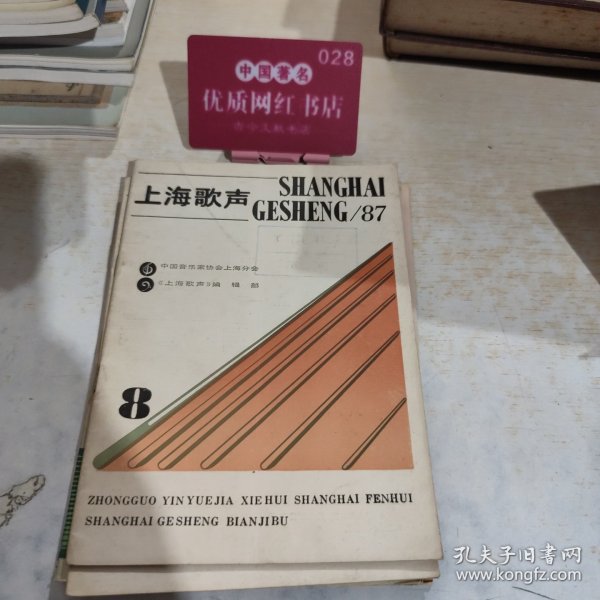 028
中国著名
优质网红书店
上海歌声
SHANGHAI
GESHENG/87
中国音乐家协会上海分会
《上海歌声》编 辑 部
8
ZHONGGUO YINYUEJIA XIEHUI SHANGHAI FENHUI
SHANGHAI GESHENG BIANJIBU
孔夫子旧书网
www.kongfz.com